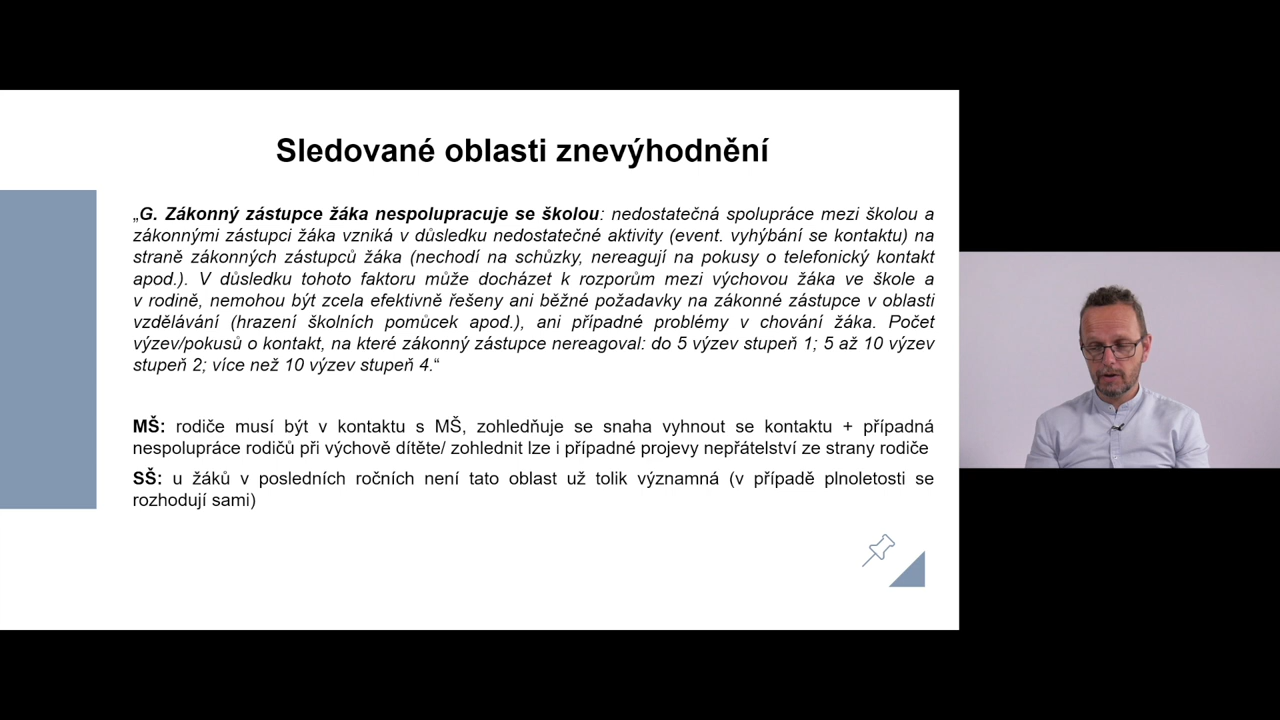 Sledované oblasti znevýhodnění
„G. Zákonný zástupce žáka nespolupracuje se školou: nedostatečná spolupráce mezi školou a
zákonnými zástupci žáka vzniká v důsledku nedostatečné aktivity (event. vyhýbání se kontaktu) na
straně zákonných zástupců žáka (nechodí na schůzky, nereagují na pokusy o telefonický kontakt
apod.). V důsledku tohoto faktoru může docházet k rozporům mezi výchovou žáka ve škole a
v rodině, nemohou být zcela efektivně řešeny ani běžné požadavky na zákonné zástupce v oblasti
vzdělávání (hrazení školních pomůcek apod.), ani případné problémy v chování žáka. Počet
výzev/pokusů o kontakt, na které zákonný zástupce nereagoval: do 5 výzev stupeň 1; 5 až 10 výzev
stupeň 2; více než 10 výzev stupeň 4.“
MŠ: rodiče musí být v kontaktu s MŠ, zohledňuje se snaha vyhnout se kontaktu + případná
nespolupráce rodičů při výchově dítěte/ zohlednit lze i případné projevy nepřátelství ze strany rodiče
SŠ: u žáků v posledních ročních není tato oblast už tolik významná (v případě plnoletosti se
rozhodují sami)